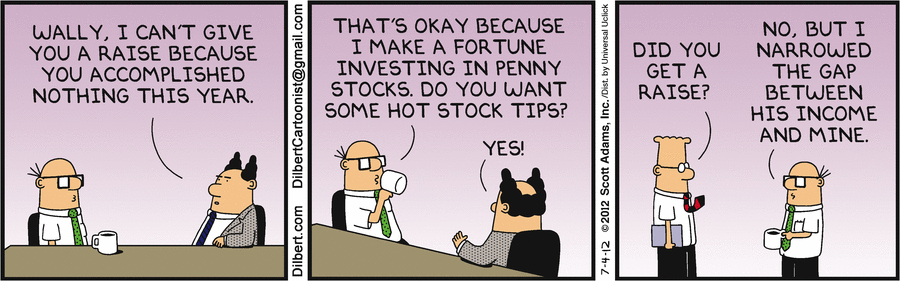 WALLY, I CAN'T GIVE
YOU A RAISE BECAUSE
YOU ACCOMPLISHED
NOTHING THIS YEAR.
Dilbert.com DilbertCartoonist@gmail.com
THAT'S OKAY BECAUSE
I MAKE A FORTUNE
INVESTING IN PENNY
STOCKS. DO YOU WANT
SOME HOT STOCK TIPS?
YES!
7-4-12 ©2012 Scott Adams, Inc. /Dist. by Universal Uclick
DID YOU
GET A
RAISE?
NO, BUT I
NARROWED
THE GAP
BETWEEN
HIS INCOME
AND MINE.